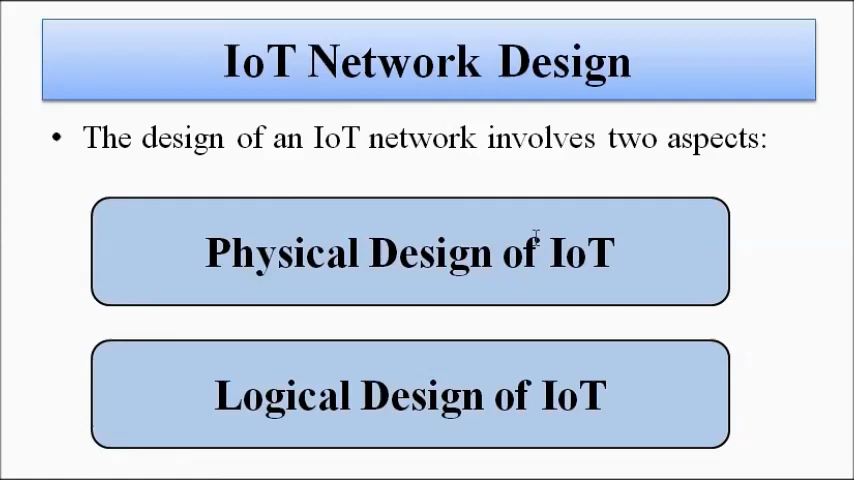 IoT Network Design
• The design of an IoT network involves two aspects:
Physical Design of IoT
Logical Design of IoT